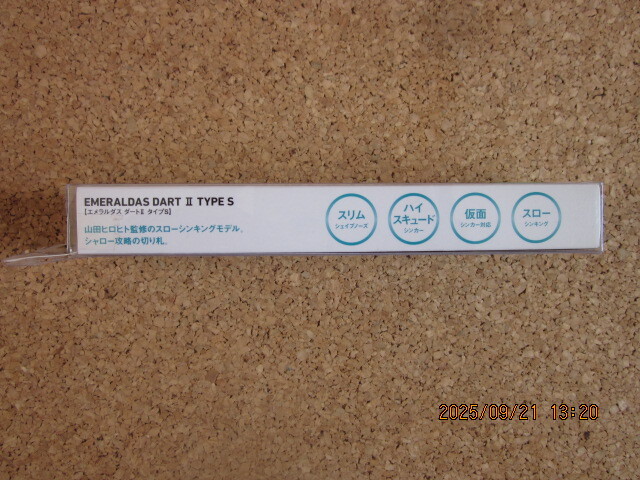 EMERALDAS DART Ⅱ TYPE S
【エメラルダス ダートⅡ タイプS】
山田ヒロヒト監修のスローシンキングモデル。
シャロー攻略の切り札。
スリム
シェイプノーズ
ハイ
スキュード
シンカー
仮面
シンカー対応
スロー
シンキング
2025/09/21 13:20